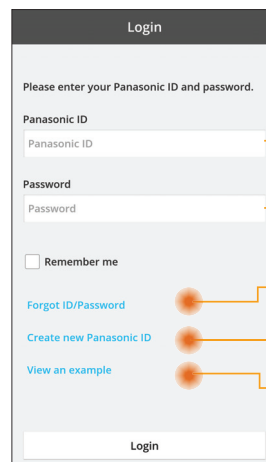 Login
Please enter your Panasonic ID and password.
Panasonic ID
Panasonic ID
Password
Password
Remember me
Forgot ID/Password
Create new Panasonic ID
View an example
Login